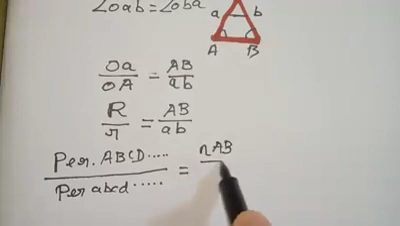 ∠oab = ∠oba
a b
A B
oa/oA = AB/ab
R/r = AB/ab
Per. ABCD...../Per abcd..... = nAB/